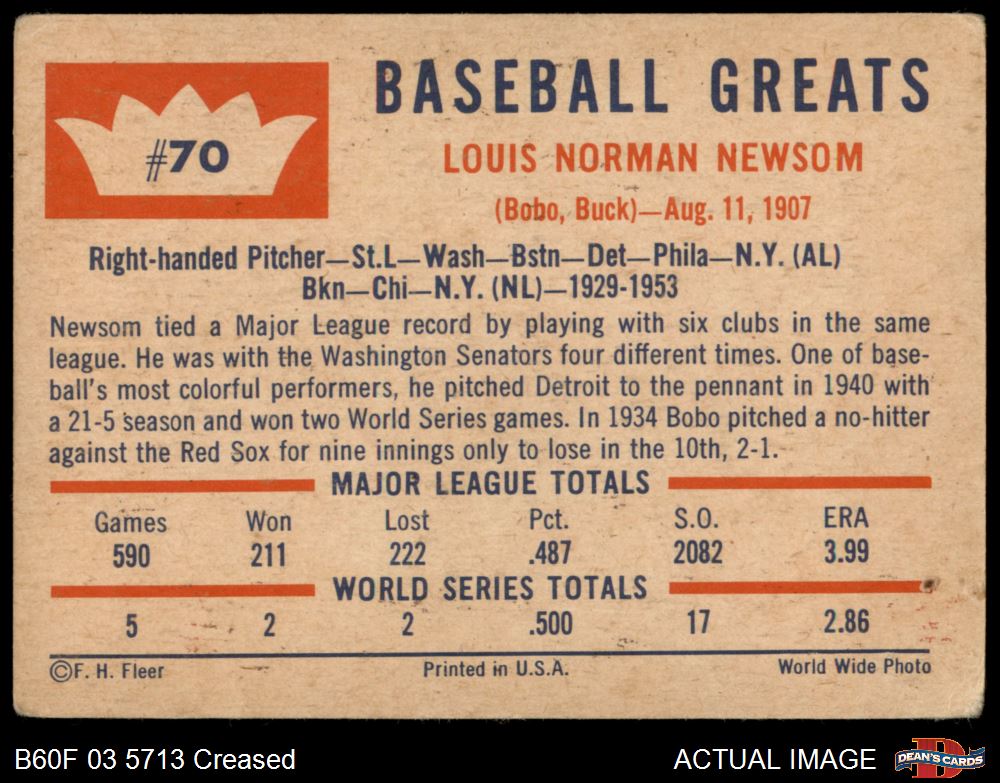 #70
BASEBALL GREATS
LOUIS NORMAN NEWSOM
(Bobo, Buck)—Aug. 11, 1907
Right-handed Pitcher—St.L—Wash—Bstn—Det—Phila—N.Y. (AL)
Bkn—Chi—N.Y. (NL)—1929-1953
Newsom tied a Major League record by playing with six clubs in the same
league. He was with the Washington Senators four different times. One of base-
ball's most colorful performers, he pitched Detroit to the pennant in 1940 with
a 21-5 season and won two World Series games. In 1934 Bobo pitched a no-hitter
against the Red Sox for nine innings only to lose in the 10th, 2-1.
MAJOR LEAGUE TOTALS
Games Won Lost Pct. S.O. ERA
590 211 222 .487 2082 3.99
WORLD SERIES TOTALS
5 2 2 .500 17 2.86
©F. H. Fleer Printed in U.S.A. World Wide Photo
B60F 03 5713 Creased ACTUAL IMAGE DEAN'S CARDS